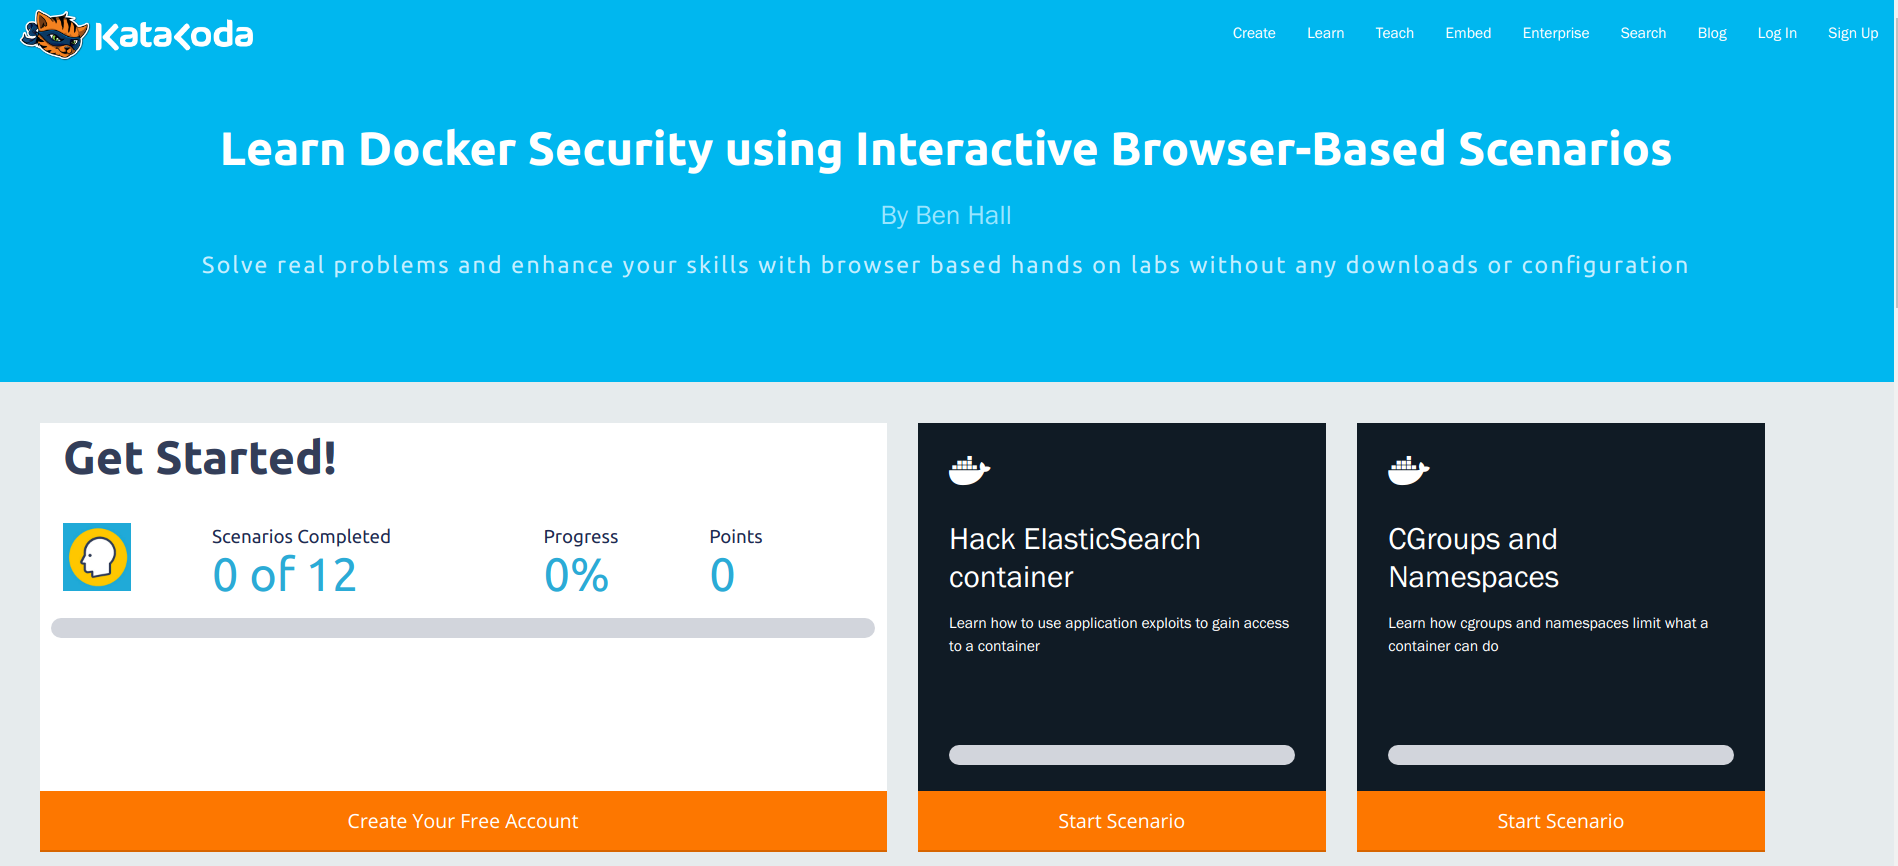 Katakoda
Create Learn Teach Embed Enterprise Search Blog Log In Sign Up
Learn Docker Security using Interactive Browser-Based Scenarios
By Ben Hall
Solve real problems and enhance your skills with browser based hands on labs without any downloads or configuration
Get Started!
Scenarios Completed
0 of 12
Progress
0%
Points
0
Create Your Free Account
Hack ElasticSearch
container
Learn how to use application exploits to gain access
to a container
Start Scenario
CGroups and
Namespaces
Learn how cgroups and namespaces limit what a
container can do
Start Scenario